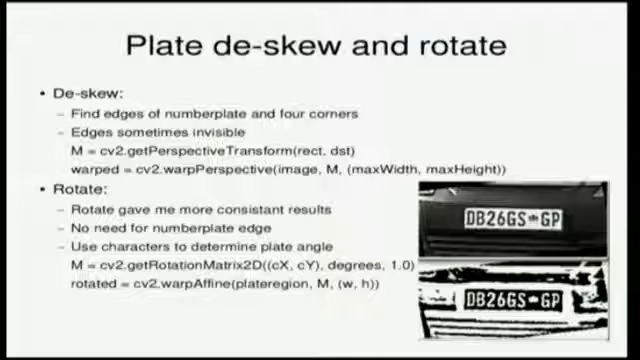 Plate de-skew and rotate
• De-skew:
– Find edges of numberplate and four corners
– Edges sometimes invisible
M = cv2.getPerspectiveTransform(rect, dst)
warped = cv2.warpPerspective(image, M, (maxWidth, maxHeight))
• Rotate:
– Rotate gave me more consistant results
– No need for numberplate edge
– Use characters to determine plate angle
M = cv2.getRotationMatrix2D((cX, cY), degrees, 1.0)
rotated = cv2.warpAffine(plateregion, M, (w, h))
DB26GS GP
DB26GS GP